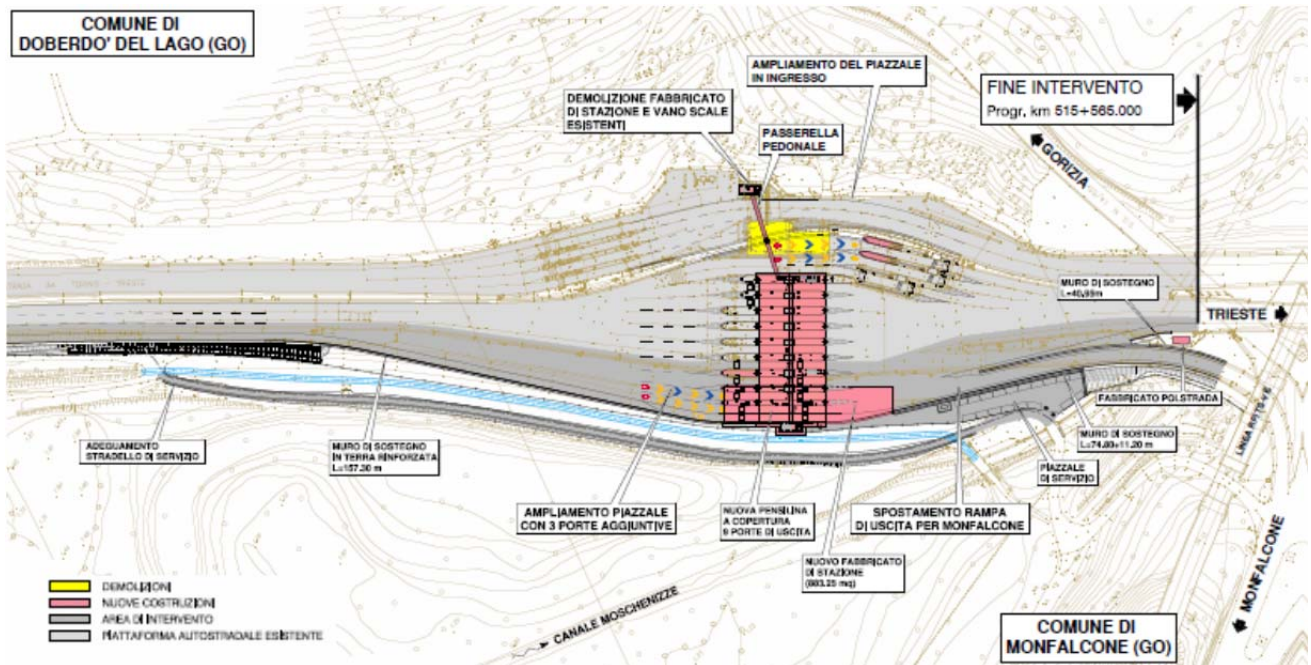 COMUNE DI
DOBERDO' DEL LAGO (GO)
AMPLIAMENTO DEL PIAZZALE
IN INGRESSO
DEMOLIZIONE FABBRICATO
DI STAZIONE E VANO SCALE
ESISTENTI
PASSERELLA
PEDONALE
FINE INTERVENTO
Progr, km 515+565.000
GORIZIA
MURO DI SOSTEGNO
TRIESTE
FABBRICATO POLSTRADA
ADEGUAMENTO
STRADELLO DI SERVIZIO
MURO DI SOSTEGNO
IN TERRA RINFORZATA
L=157.30 m
MURO DI SOSTEGNO
L=74.80+11.20 m
PIAZZALE
DI SERVIZIO
AMPLIAMENTO PIAZZALE
CON 3 PORTE AGGIUNTIVE
NUOVA PENSILINA
A COPERTURA
9 PORTE DI USCITA
SPOSTAMENTO RAMPA
DI USCITA PER MONFALCONE
NUOVO FABBRICATO
DI STAZIONE
MONFALCONE
DEMOLIZIONI
NUOVE COSTRUZIONI
AREA DI INTERVENTO
PIATTAFORMA AUTOSTRADALE ESISTENTE
CANALE MOSCHENIZZE
COMUNE DI
MONFALCONE (GO)